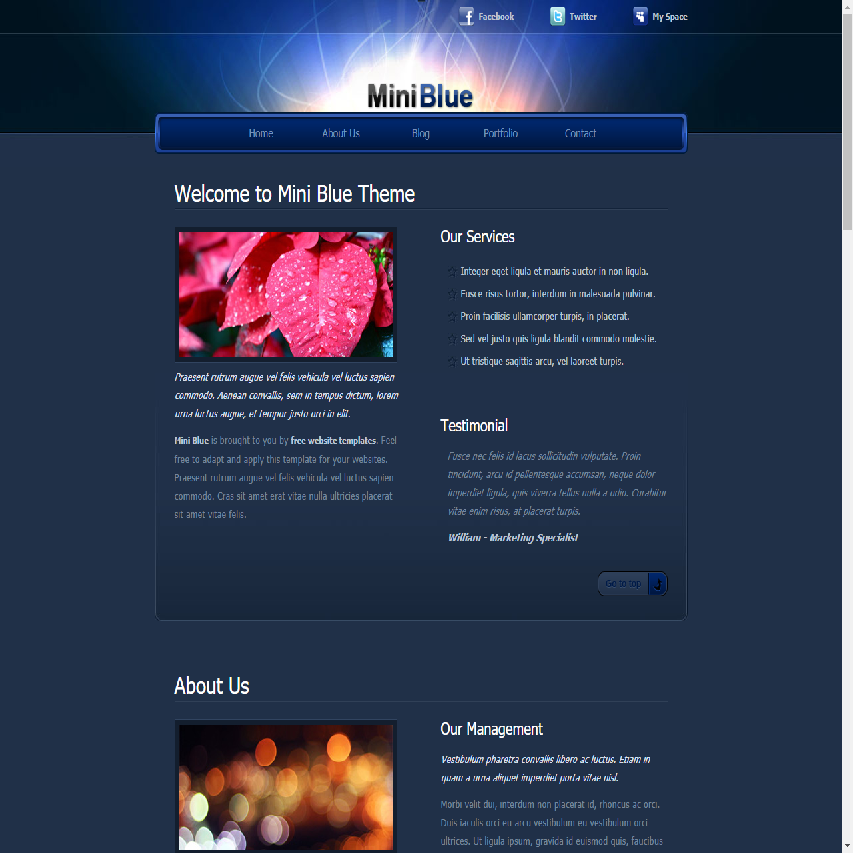 Facebook
Twitter
My Space
MiniBlue
Home
About Us
Blog
Portfolio
Contact
Welcome to Mini Blue Theme
Praesent rutrum augue vel felis vehicula vel luctus sapien
commodo. Aenean convallis, sem in tempus dictum, lorem
urna luctus augue, et tempor justo orci in elit.
Mini Blue is brought to you by free website templates. Feel
free to adapt and apply this template for your websites.
Praesent rutrum augue vel felis vehicula vel luctus sapien
commodo. Cras sit amet erat vitae nulla ultricies placerat
sit amet vitae felis.
Our Services
Integer eget ligula et mauris auctor in non ligula.
Fusce risus tortor, interdum in malesuada pulvinar.
Proin facilisis ullamcorper turpis, in placerat.
Sed vel justo quis ligula blandit commodo molestie.
Ut tristique sagittis arcu, vel laoreet turpis.
Testimonial
Fusce nec felis id lacus sollicitudin vulputate. Proin
tincidunt, arcu id pellentesque accumsan, neque dolor
imperdiet ligula, quis viverra tellus nulla a odio. Curabitur
vitae enim risus, at placerat turpis.
William - Marketing Specialist
Go to top
About Us
Our Management
Vestibulum pharetra convallis libero ac luctus. Etiam in
quam a urna aliquet imperdiet porta vitae nisl.
Morbi velit dui, interdum non placerat id, rhoncus ac orci.
Duis iaculis orci eu arcu vestibulum eu vestibulum orci
ultrices. Ut ligula ipsum, gravida id euismod quis, faucibus